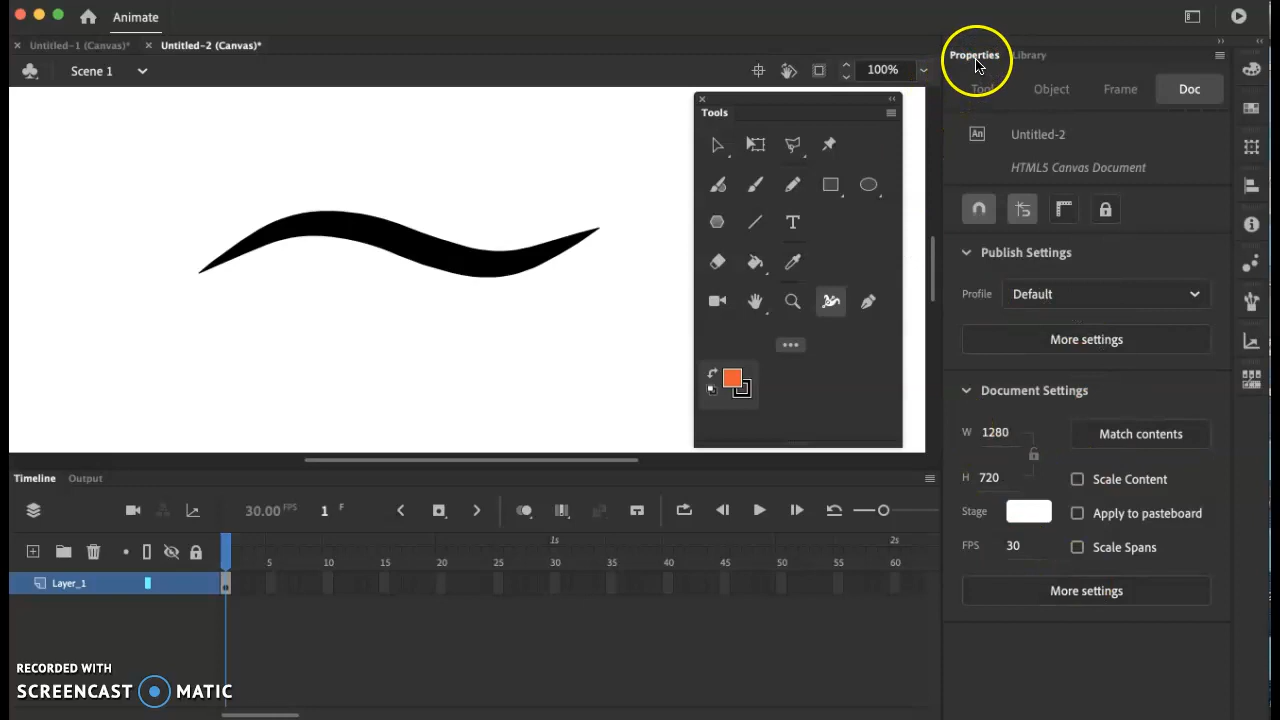 Animate
Untitled-1 (Canvas)*
Untitled-2 (Canvas)*
Properties
Library
Scene 1
100%
Tool
Object
Frame
Doc
Tools
An
Untitled-2
HTML5 Canvas Document
Publish Settings
Profile
Default
More settings
Document Settings
W 1280
Match contents
H 720
Scale Content
Stage
Apply to pasteboard
FPS 30
Scale Spans
More settings
Timeline
Output
30.00 FPS
1 F
1s
2s
5 10 15 20 25 30 35 40 45 50 55 60
Layer_1
RECORDED WITH
SCREENCAST MATIC